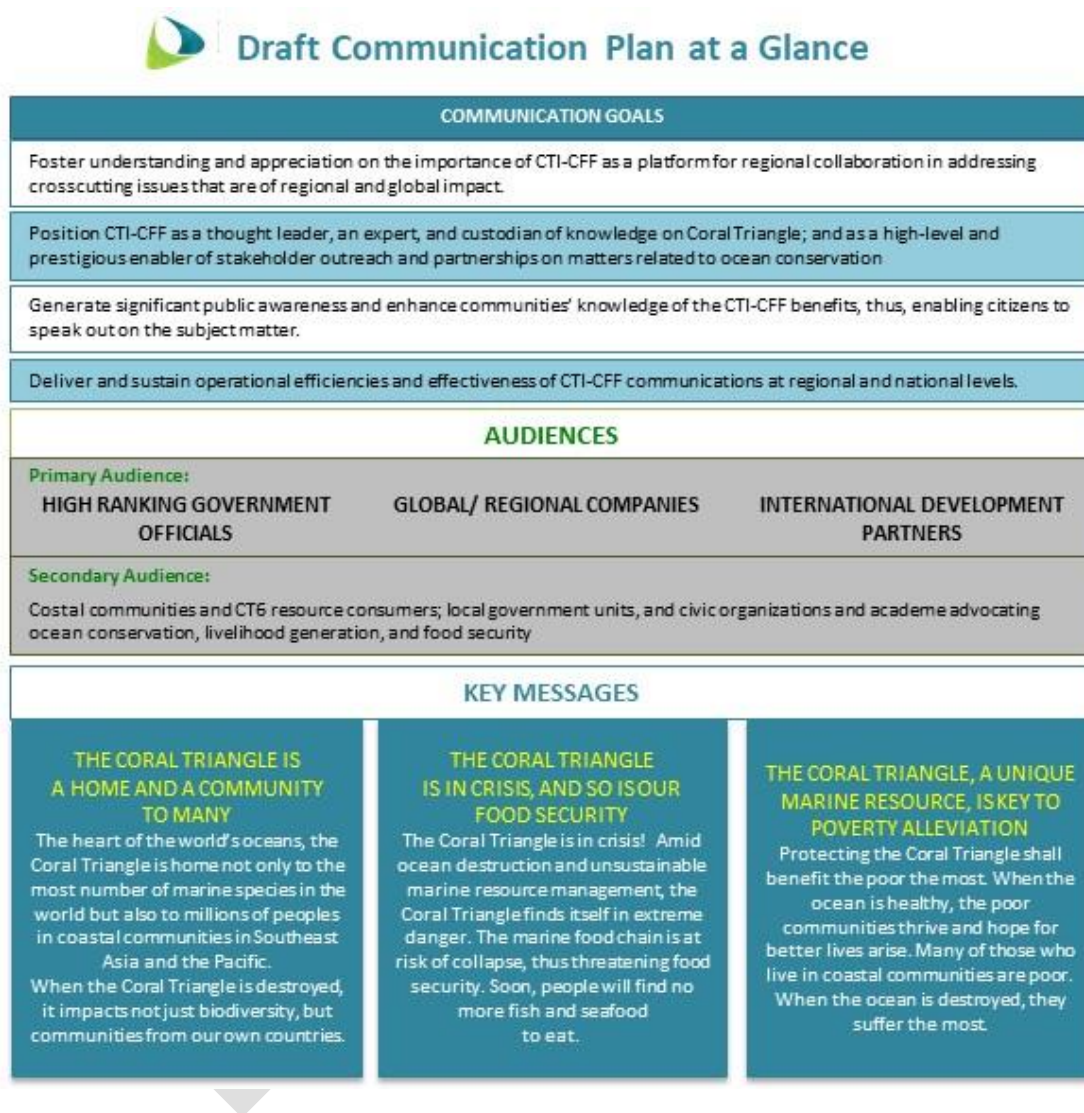 Draft Communication Plan at a Glance
COMMUNICATION GOALS
Foster understanding and appreciation on the importance of CTI-CFF as a platform for regional collaboration in addressing
crosscutting issues that are of regional and global impact.
Position CTI-CFF as a thought leader, an expert, and custodian of knowledge on Coral Triangle; and as a high-level and
prestigious enabler of stakeholder outreach and partnerships on matters related to ocean conservation
Generate significant public awareness and enhance communities' knowledge of the CTI-CFF benefits, thus, enabling citizens to
speak out on the subject matter.
Deliver and sustain operational efficiencies and effectiveness of CTI-CFF communications at regional and national levels.
AUDIENCES
Primary Audience:
HIGH RANKING GOVERNMENT
OFFICIALS
GLOBAL/ REGIONAL COMPANIES
INTERNATIONAL DEVELOPMENT
PARTNERS
Secondary Audience:
Costal communities and CT6 resource consumers; local government units, and civic organizations and academe advocating
ocean conservation, livelihood generation, and food security
KEY MESSAGES
THE CORAL TRIANGLE IS
A HOME AND A COMMUNITY
TO MANY
The heart of the world's oceans, the
Coral Triangle is home not only to the
most number of marine species in the
world but also to millions of peoples
in coastal communities in Southeast
Asia and the Pacific.
When the Coral Triangle is destroyed,
it impacts not just biodiversity, but
communities from our own countries.
THE CORAL TRIANGLE
IS IN CRISIS, AND SO IS OUR
FOOD SECURITY
The Coral Triangle is in crisis! Amid
ocean destruction and unsustainable
marine resource management, the
Coral Triangle finds itself in extreme
danger. The marine food chain is at
risk of collapse, thus threatening food
security. Soon, people will find no
more fish and seafood
to eat.
THE CORAL TRIANGLE, A UNIQUE
MARINE RESOURCE, IS KEY TO
POVERTY ALLEVIATION
Protecting the Coral Triangle shall
benefit the poor the most. When the
ocean is healthy, the poor
communities thrive and hope for
better lives arise. Many of those who
live in coastal communities are poor.
When the ocean is destroyed, they
suffer the most.